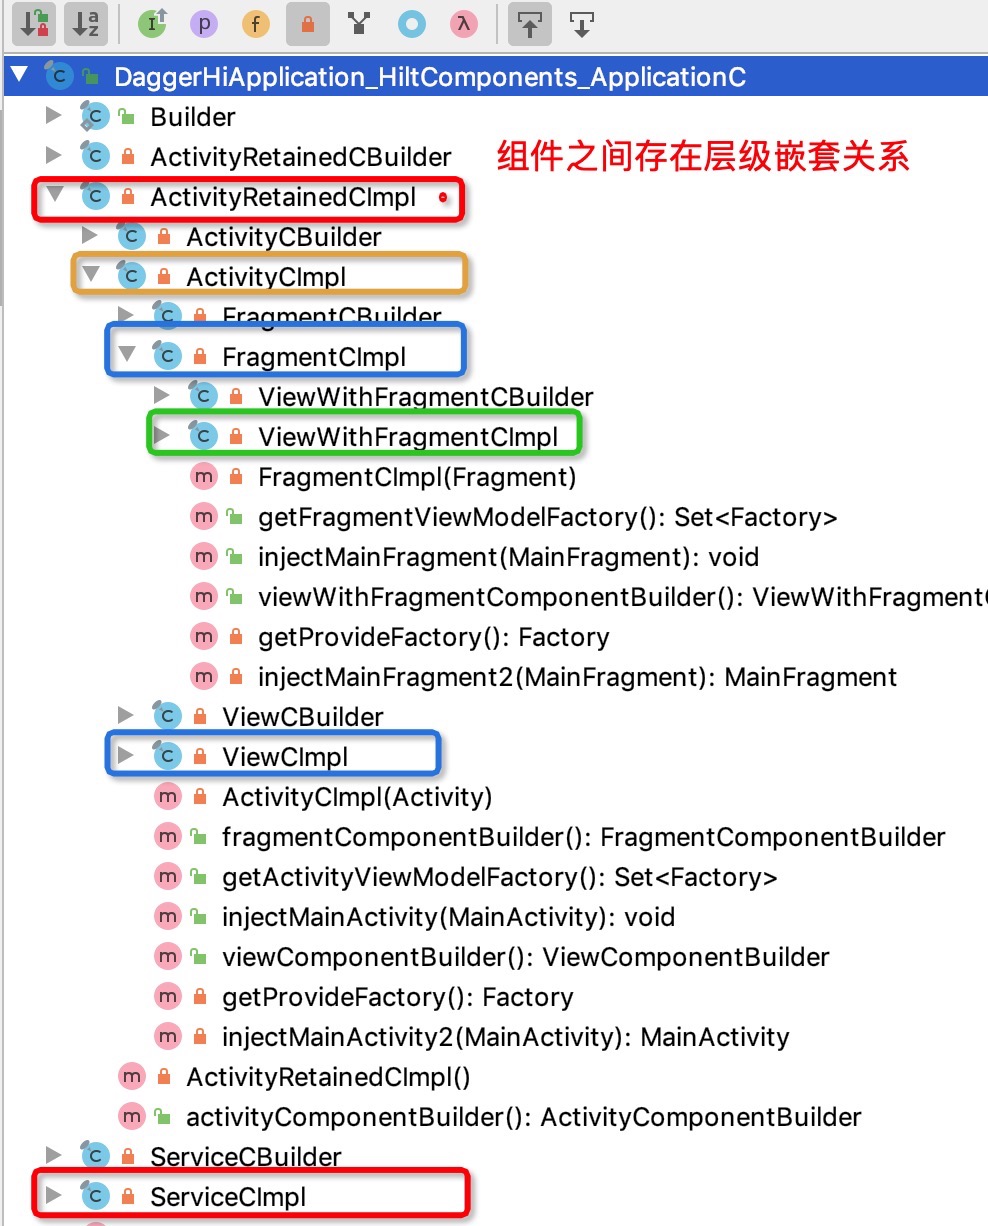 DaggerHiApplication_HiltComponents_ApplicationC
Builder
ActivityRetainedCBuilder
组件之间存在层级嵌套关系
ActivityRetainedCImpl
ActivityCBuilder
ActivityCImpl
FragmentCBuilder
FragmentCImpl
ViewWithFragmentCBuilder
ViewWithFragmentCImpl
FragmentCImpl(Fragment)
getFragmentViewModelFactory(): Set<Factory>
injectMainFragment(MainFragment): void
viewWithFragmentComponentBuilder(): ViewWithFragment
getProvideFactory(): Factory
injectMainFragment2(MainFragment): MainFragment
ViewCBuilder
ViewCImpl
ActivityCImpl(Activity)
fragmentComponentBuilder(): FragmentComponentBuilder
getActivityViewModelFactory(): Set<Factory>
injectMainActivity(MainActivity): void
viewComponentBuilder(): ViewComponentBuilder
getProvideFactory(): Factory
injectMainActivity2(MainActivity): MainActivity
ActivityRetainedCImpl()
activityComponentBuilder(): ActivityComponentBuilder
ServiceCBuilder
ServiceCImpl